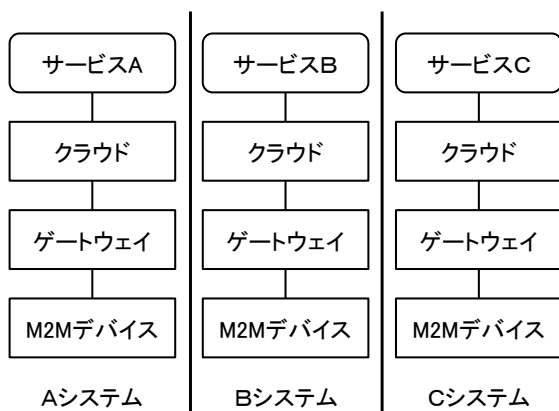 サービスA
サービスB
サービスC
クラウド
クラウド
クラウド
ゲートウェイ
ゲートウェイ
ゲートウェイ
M2Mデバイス
M2Mデバイス
M2Mデバイス
Aシステム
Bシステム
Cシステム